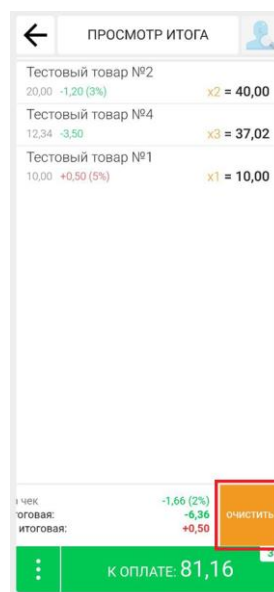 ПРОСМОТР ИТОГА
Тестовый товар №2
20,00 -1,20 (3%) x2 = 40,00
Тестовый товар №4
12,34 -3,50 x3 = 37,02
Тестовый товар №1
10,00 +0,50 (5%) x1 = 10,00
чек -1,66 (2%)
оговая: -6,36
итоговая: +0,50
ОЧИСТИТЬ
3
К ОПЛАТЕ: 81,16